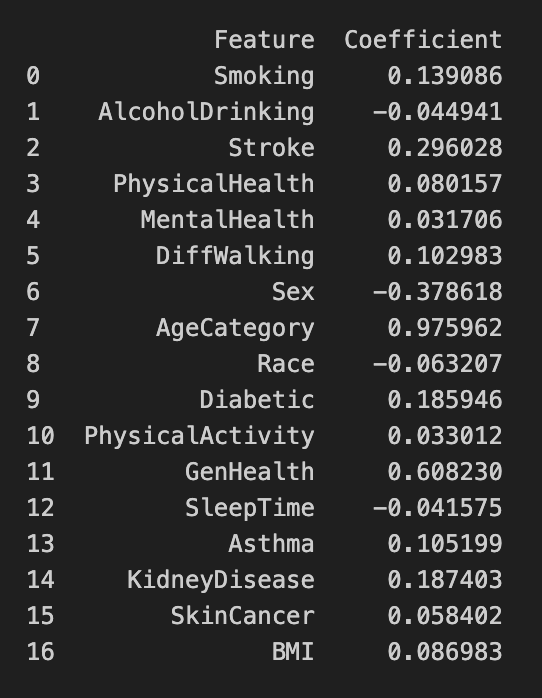 Feature Coefficient
0 Smoking 0.139086
1 AlcoholDrinking -0.044941
2 Stroke 0.296028
3 PhysicalHealth 0.080157
4 MentalHealth 0.031706
5 DiffWalking 0.102983
6 Sex -0.378618
7 AgeCategory 0.975962
8 Race -0.063207
9 Diabetic 0.185946
10 PhysicalActivity 0.033012
11 GenHealth 0.608230
12 SleepTime -0.041575
13 Asthma 0.105199
14 KidneyDisease 0.187403
15 SkinCancer 0.058402
16 BMI 0.086983